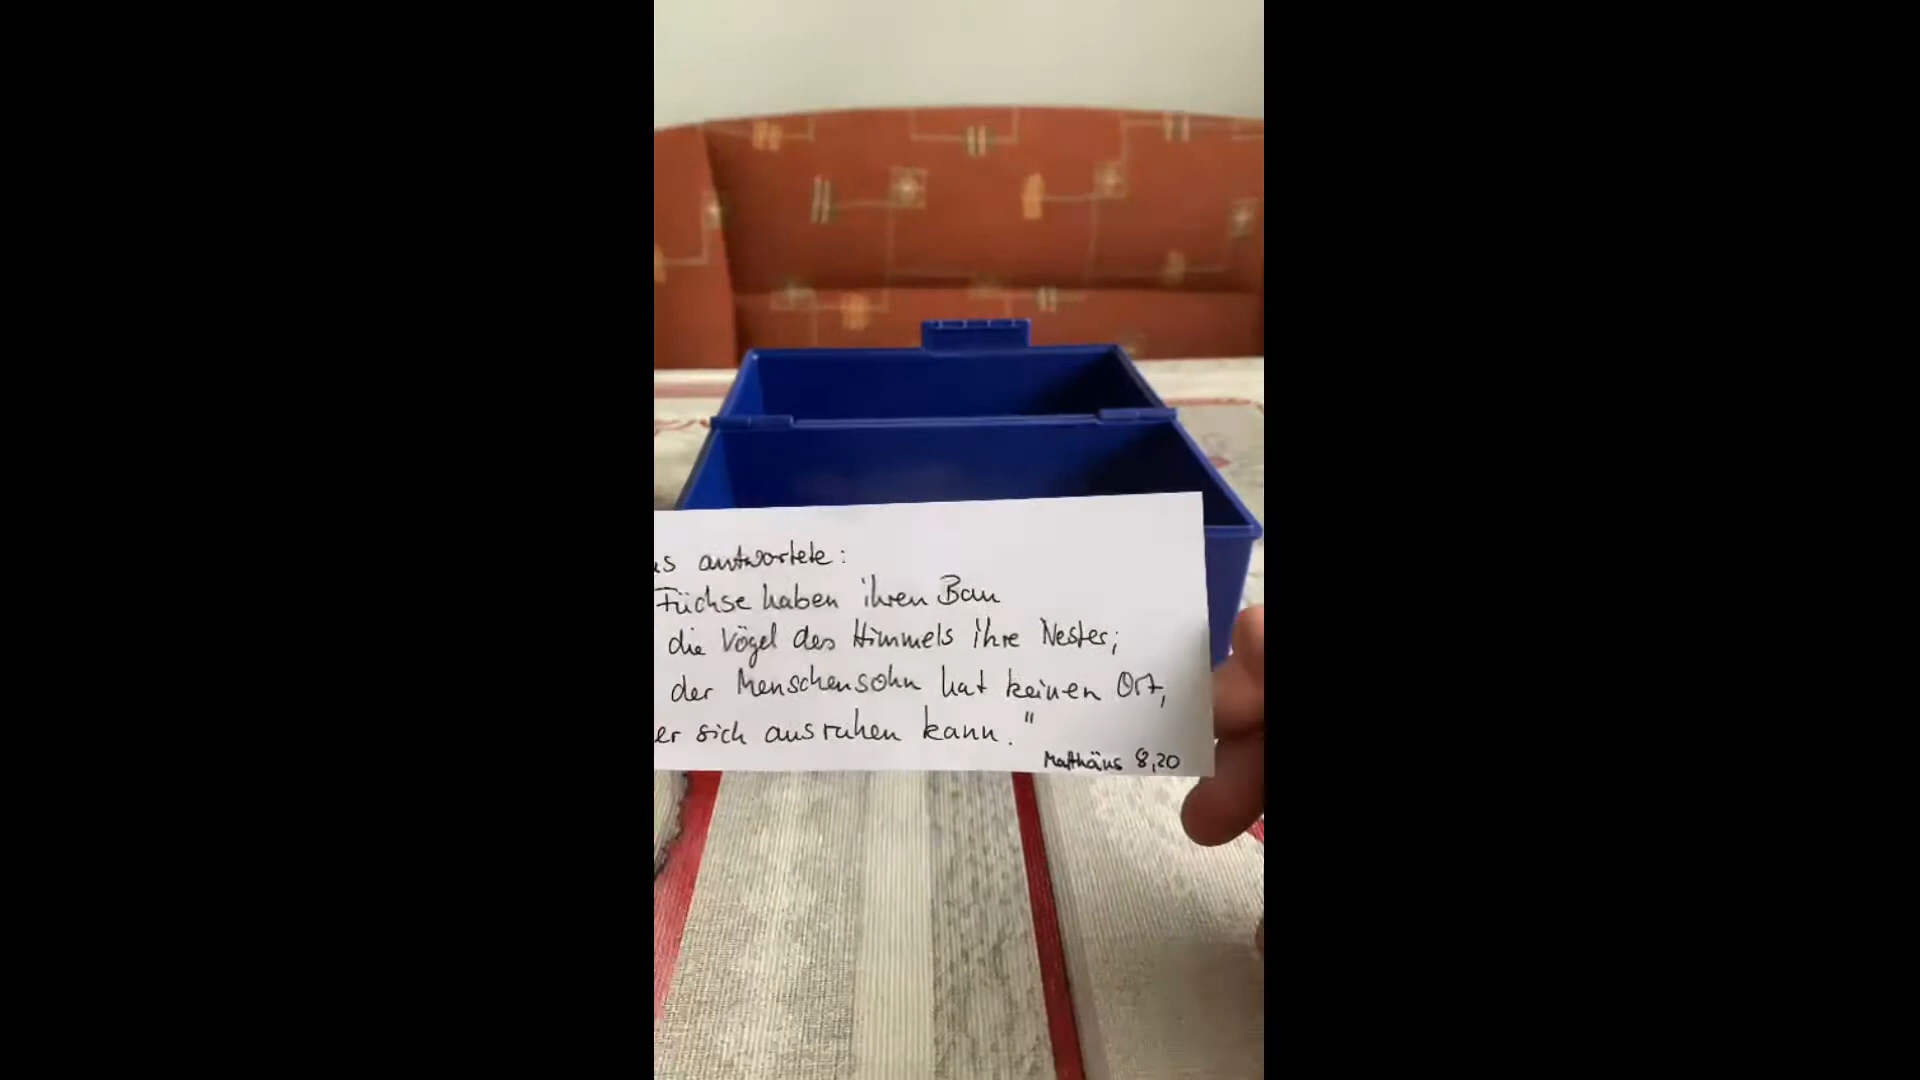 us antwortete:
Füchse haben ihren Bau
die Vögel des Himmels ihre Nester;
der Menschensohn hat keinen Ort,
er sich ausruhen kann."
Matthäus 8,20